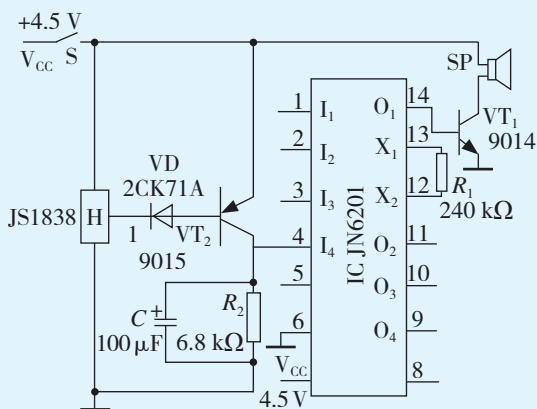 +4.5 V
V_CC S
SP
1 I₁ O₁ 14
VT₁
9014
2 I₂ X₁ 13
VD
2CK71A
3 I₃ X₂ 12
R₁
240 kΩ
JS1838 H
1 VT₂
9015
4 I₄ O₂ 11
IC JN6201
5 O₃ 10
C + R₂
100 μF 6.8 kΩ
6 O₄ 9
V_CC
4.5 V
8